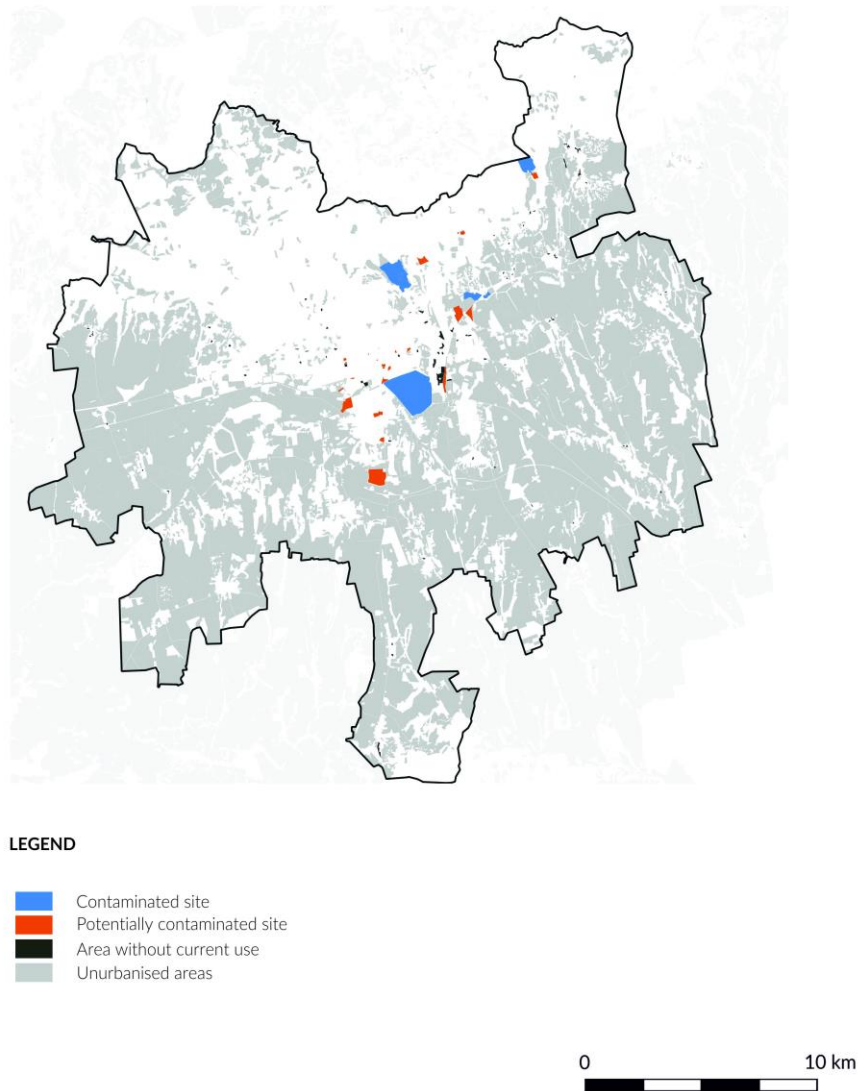 LEGEND
Contaminated site
Potentially contaminated site
Area without current use
Unurbanised areas
0 10 km